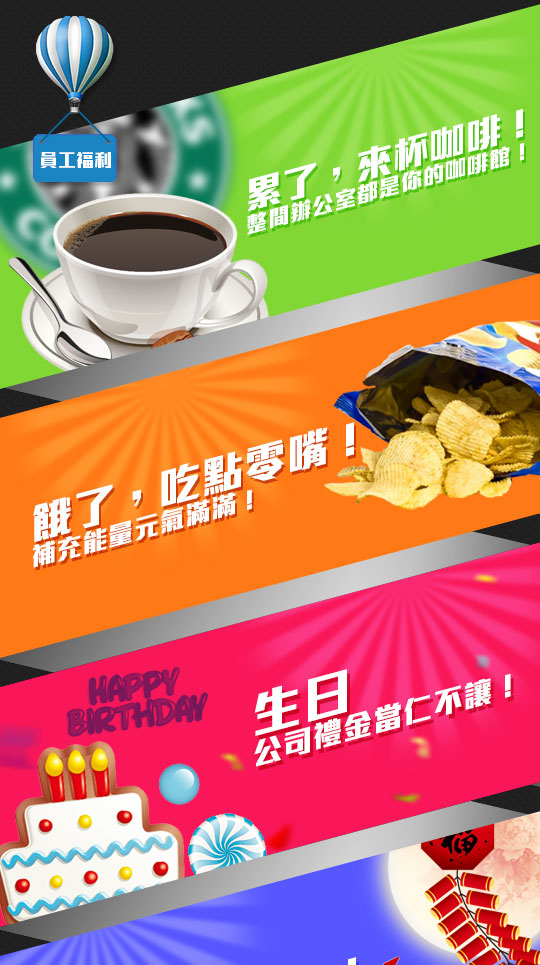 員工福利
累了，來杯咖啡！
整間辦公室都是你的咖啡館！
餓了，吃點零嘴！
補充能量元氣滿滿！
HAPPY
BIRTHDAY
生日
公司禮金當仁不讓！
福